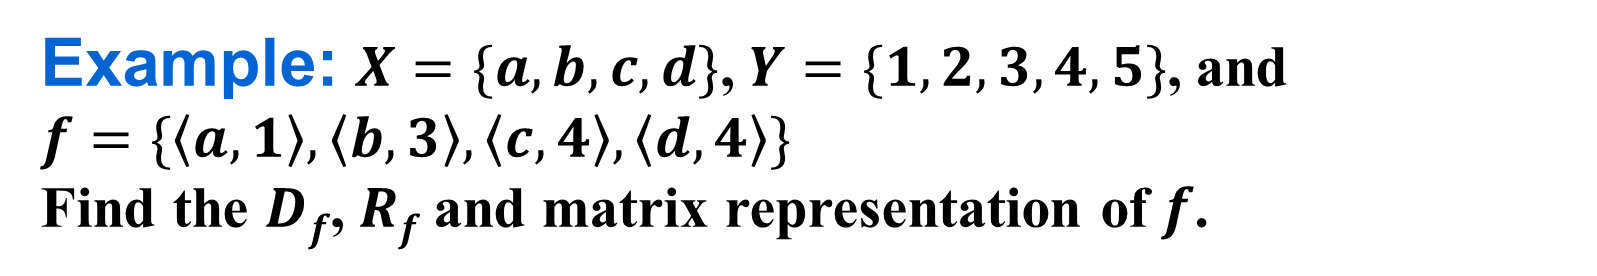 Example: X = {a, b, c, d}, Y = {1, 2, 3, 4, 5}, and
f = {⟨a, 1⟩, ⟨b, 3⟩, ⟨c, 4⟩, ⟨d, 4⟩}
Find the D_f, R_f and matrix representation of f.